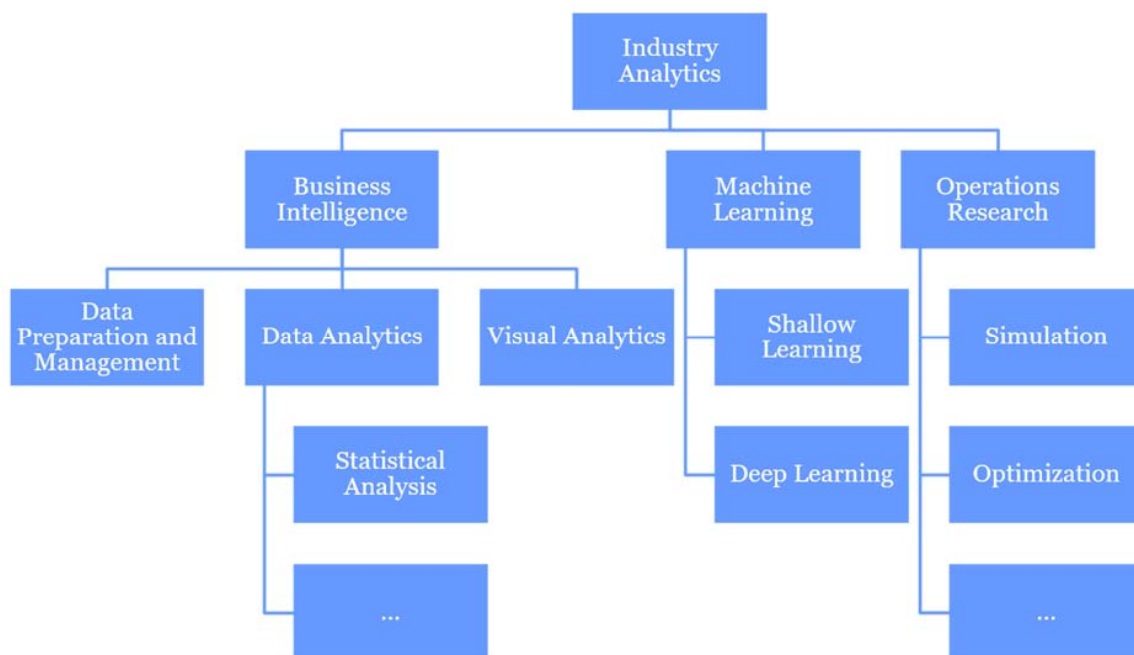 Industry
Analytics
Business
Intelligence
Machine
Learning
Operations
Research
Data
Preparation and
Management
Data Analytics
Visual Analytics
Shallow
Learning
Simulation
Statistical
Analysis
Deep Learning
Optimization
...
...